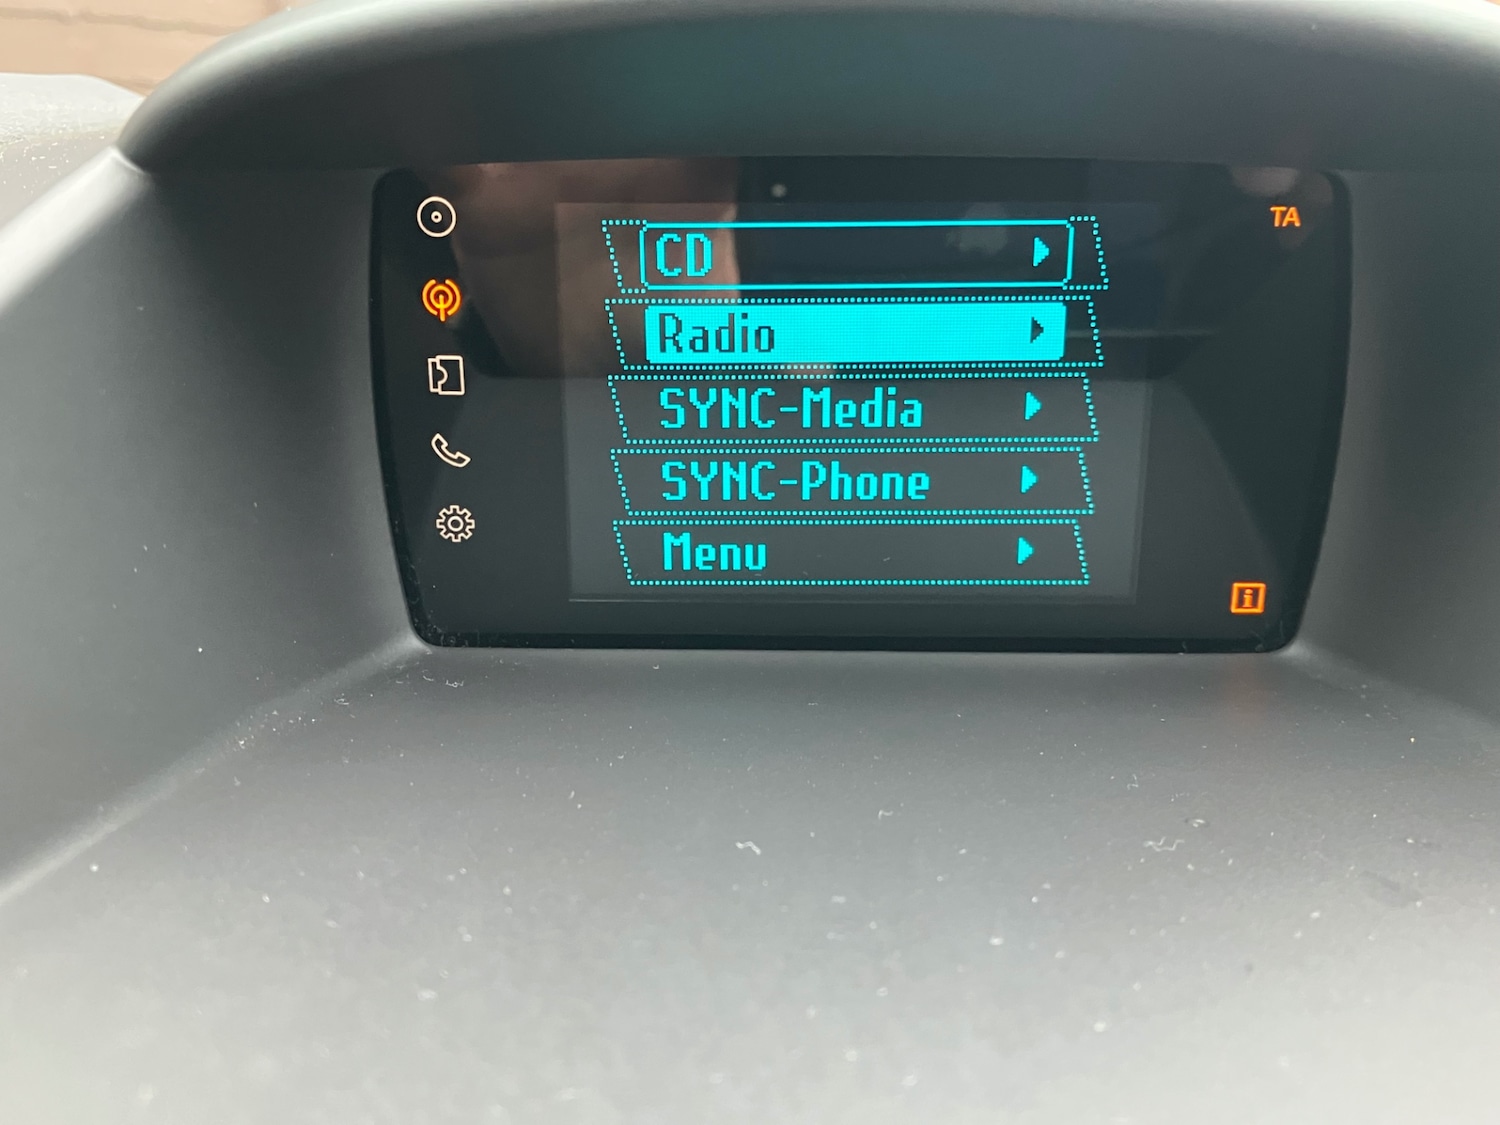 TA
CD
Radio
SYNC-Media
SYNC-Phone
Menu
i